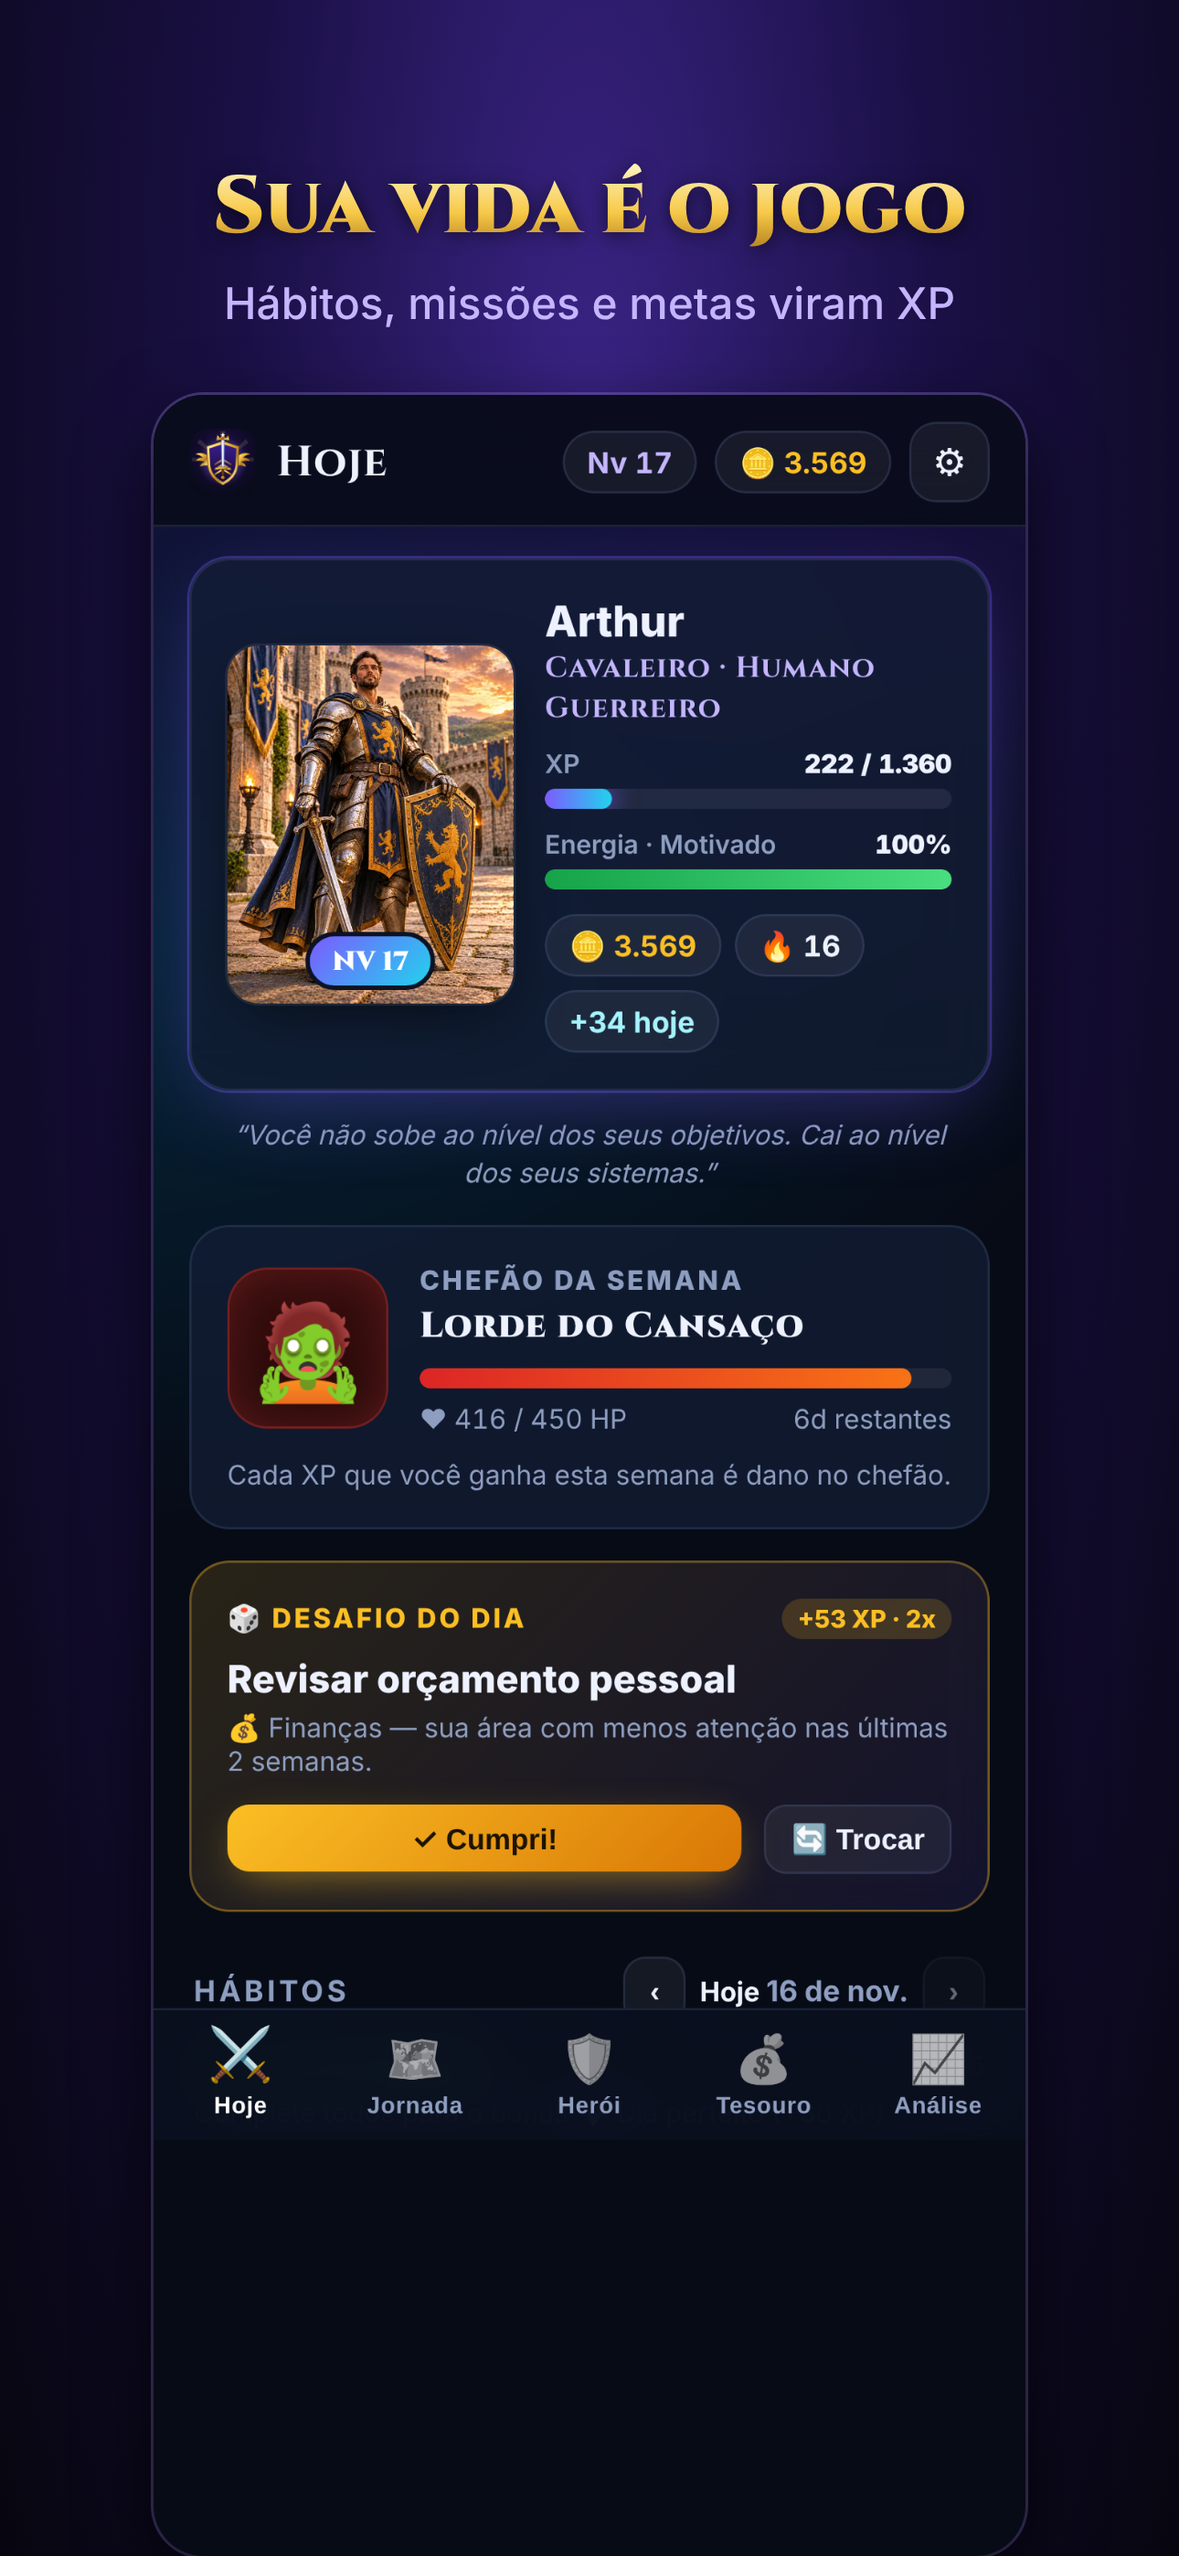 Sua vida é o jogo
Hábitos, missões e metas viram XP
Hoje
Nv 17
3.569
Arthur
Cavaleiro · Humano
Guerreiro
XP
222 / 1.360
Energia · Motivado
100%
NV 17
3.569
16
+34 hoje
“Você não sobe ao nível dos seus objetivos. Cai ao nível
dos seus sistemas.”
CHEFÃO DA SEMANA
Lorde do Cansaço
416 / 450 HP
6d restantes
Cada XP que você ganha esta semana é dano no chefão.
DESAFIO DO DIA
+53 XP · 2x
Revisar orçamento pessoal
Finanças — sua área com menos atenção nas últimas
2 semanas.
✓ Cumpri!
Trocar
HÁBITOS
‹
Hoje 16 de nov.
›
Hoje
Jornada
Herói
Tesouro
Análise